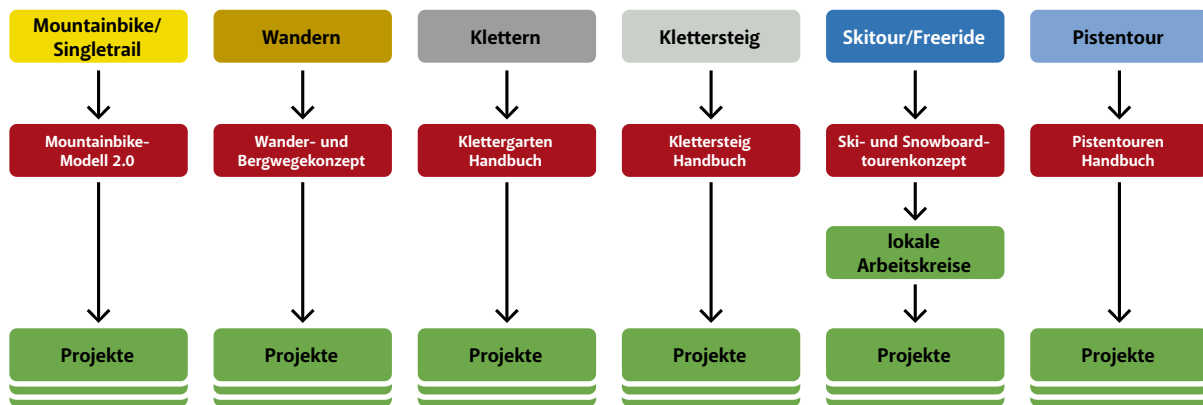 Mountainbike/
Singletrail
Wandern
Klettern
Klettersteig
Skitour/Freeride
Pistentour
Mountainbike-
Modell 2.0
Wander- und
Bergwegekonzept
Klettergarten
Handbuch
Klettersteig
Handbuch
Ski- und Snowboard-
tourenkonzept
Pistentouren
Handbuch
lokale
Arbeitskreise
Projekte
Projekte
Projekte
Projekte
Projekte
Projekte